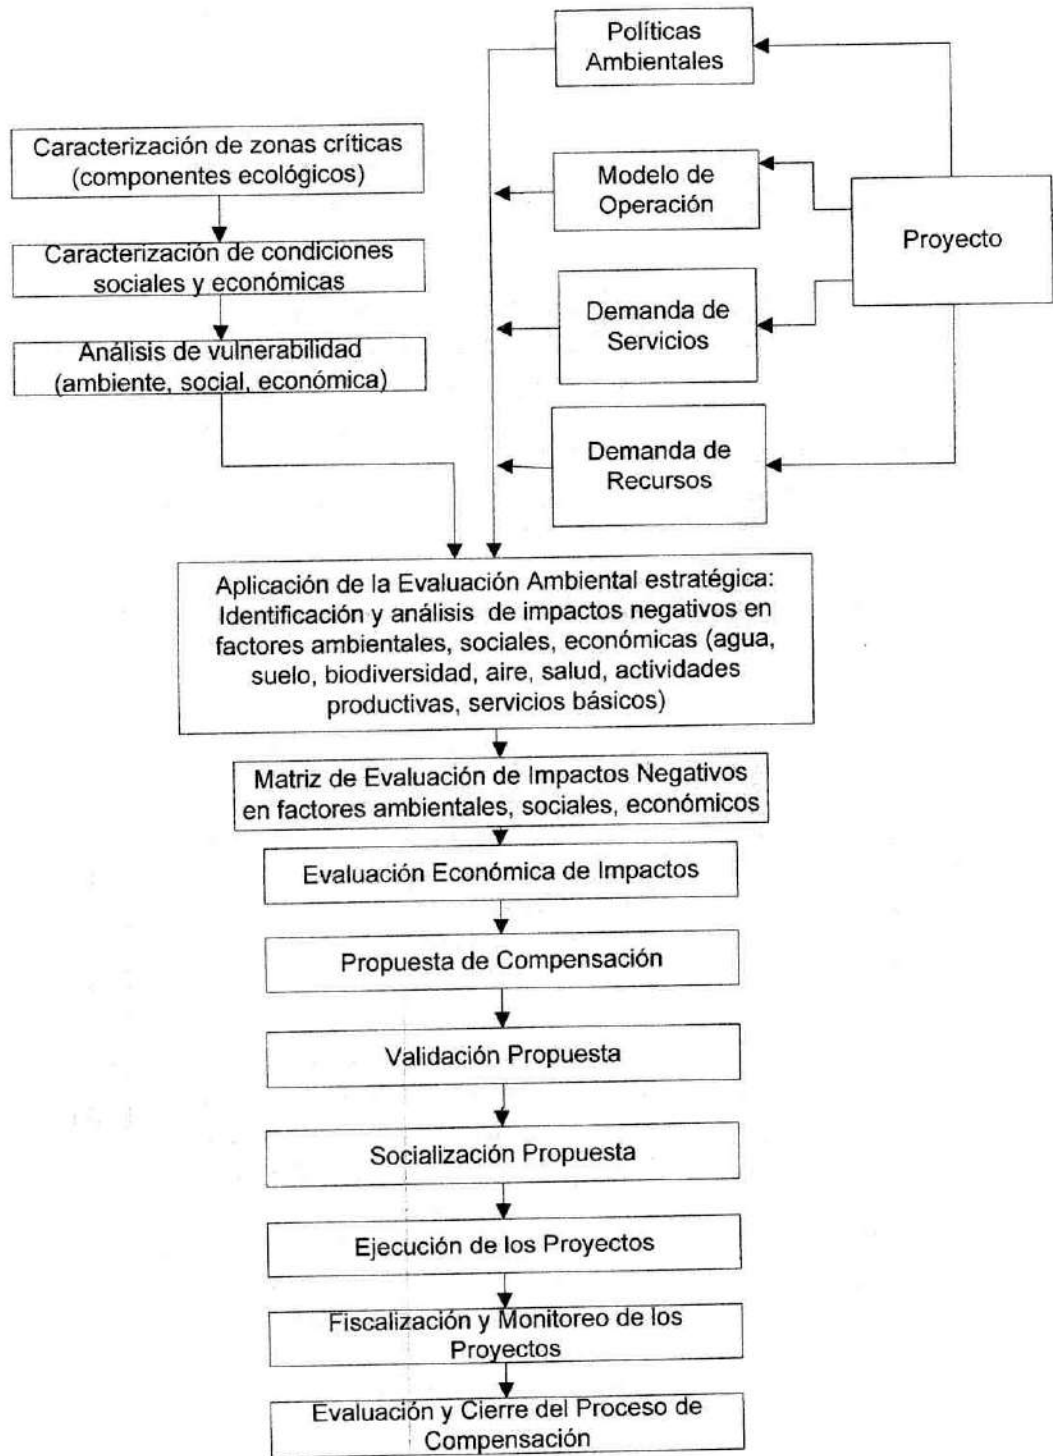 Políticas
Ambientales
Caracterización de zonas críticas
(componentes ecológicos)
Modelo de
Operación
Proyecto
Caracterización de condiciones
sociales y económicas
Demanda de
Servicios
Análisis de vulnerabilidad
(ambiente, social, económica)
Demanda de
Recursos
Aplicación de la Evaluación Ambiental estratégica:
Identificación y análisis de impactos negativos en
factores ambientales, sociales, económicas (agua,
suelo, biodiversidad, aire, salud, actividades
productivas, servicios básicos)
Matriz de Evaluación de Impactos Negativos
en factores ambientales, sociales, económicos
Evaluación Económica de Impactos
Propuesta de Compensación
Validación Propuesta
Socialización Propuesta
Ejecución de los Proyectos
Fiscalización y Monitoreo de los
Proyectos
Evaluación y Cierre del Proceso de
Compensación